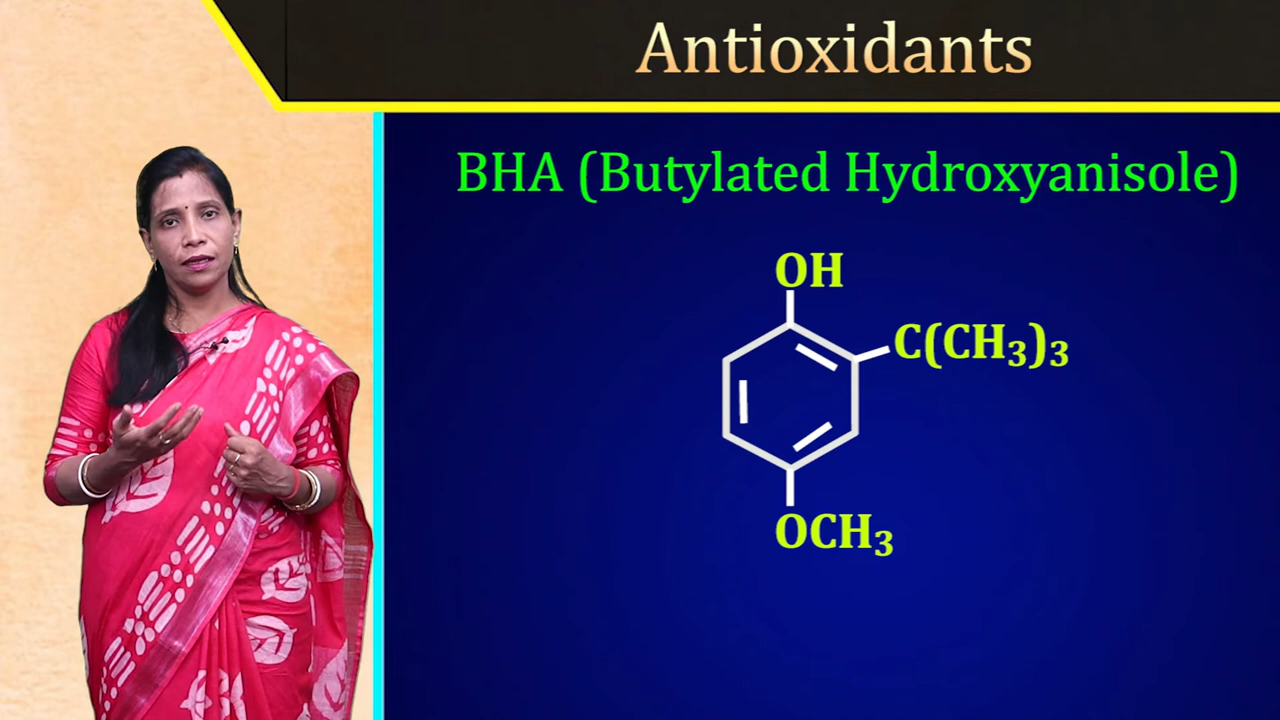 Antioxidants
BHA (Butylated Hydroxyanisole)
OH
C(CH₃)₃
OCH₃